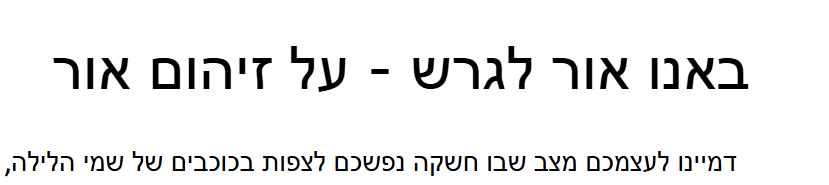 באנו אור לגרש - על זיהום אור
דמיינו לעצמכם מצב שבו חשקה נפשכם לצפות בכוכבים של שמי הלילה,